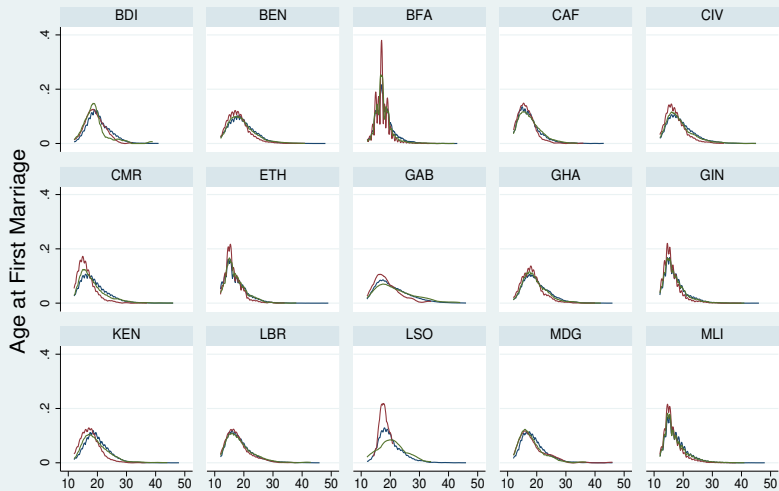 BDI BEN BFA CAF CIV
.4
.2
0
CMR ETH GAB GHA GIN
.4
.2
0
KEN LBR LSO MDG MLI
.4
.2
0
10 20 30 40 50 10 20 30 40 50 10 20 30 40 50 10 20 30 40 50 10 20 30 40 50
Age at First Marriage